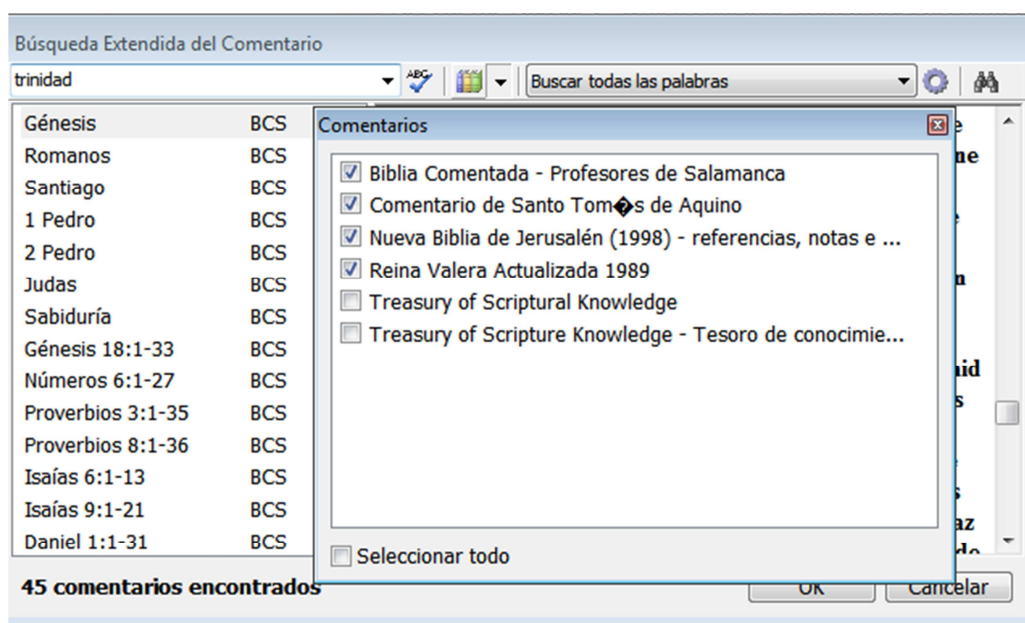 Búsqueda Extendida del Comentario
trinidad
ABC
Buscar todas las palabras
Génesis BCS
Romanos BCS
Santiago BCS
1 Pedro BCS
2 Pedro BCS
Judas BCS
Sabiduría BCS
Génesis 18:1-33 BCS
Números 6:1-27 BCS
Proverbios 3:1-35 BCS
Proverbios 8:1-36 BCS
Isaías 6:1-13 BCS
Isaías 9:1-21 BCS
Daniel 1:1-31 BCS
Comentarios
Biblia Comentada - Profesores de Salamanca
Comentario de Santo Tom�s de Aquino
Nueva Biblia de Jerusalén (1998) - referencias, notas e ...
Reina Valera Actualizada 1989
Treasury of Scriptural Knowledge
Treasury of Scripture Knowledge - Tesoro de conocimie...
Seleccionar todo
45 comentarios encontrados
OK
Cancelar